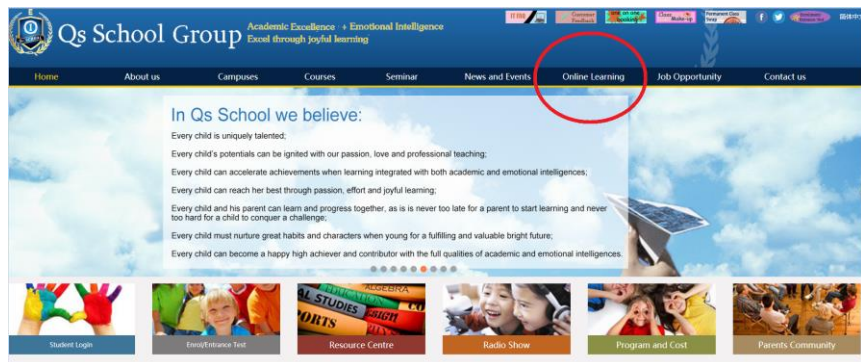 Qs School Group
Academic Excellence + Emotional Intelligence
Excel through joyful learning
Home About us Campuses Courses Seminar News and Events Online Learning Job Opportunity Contact us
In Qs School we believe:
Every child is uniquely talented;
Every child's potentials can be ignited with our passion, love and professional teaching;
Every child can accelerate achievements when learning integrated with both academic and emotional intelligences;
Every child can reach her best through passion, effort and joyful learning;
Every child and his parent can learn and progress together, as is is never too late for a parent to start learning and never
too hard for a child to conquer a challenge;
Every child must nurture great habits and characters when young for a fulfilling and valuable bright future;
Every child can become a happy high achiever and contributor with the full qualities of academic and emotional intelligences.
EDUCATION ALGEBRA
AL STUDIES
PORTS
Student Login Enrol/Entrance Test Resource Centre Radio Show Program and Cost Parents Community